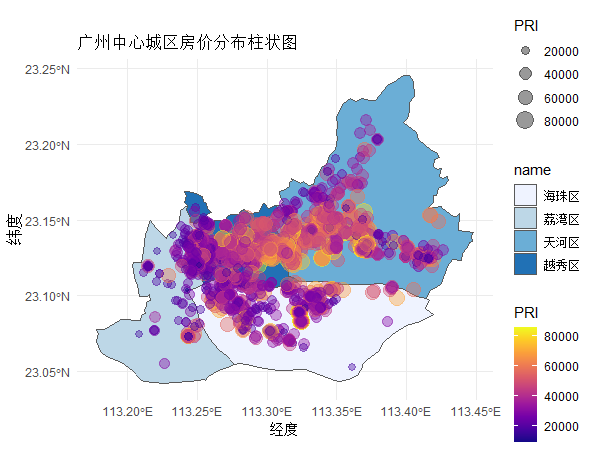 广州中心城区房价分布柱状图
纬度
23.25°N
23.20°N
23.15°N
23.10°N
23.05°N
113.20°E
113.25°E
113.30°E
113.35°E
113.40°E
113.45°E
经度
PRI
20000
40000
60000
80000
name
海珠区
荔湾区
天河区
越秀区
PRI
80000
60000
40000
20000